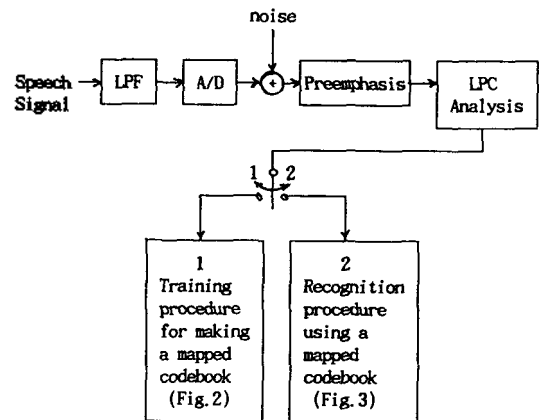 noise
Speech
Signal
LPF
A/D
+
Preemphasis
LPC
Analysis
1 2
1
Training
procedure
for making
a mapped
codebook
(Fig.2)
2
Recognition
procedure
using a
mapped
codebook
(Fig.3)